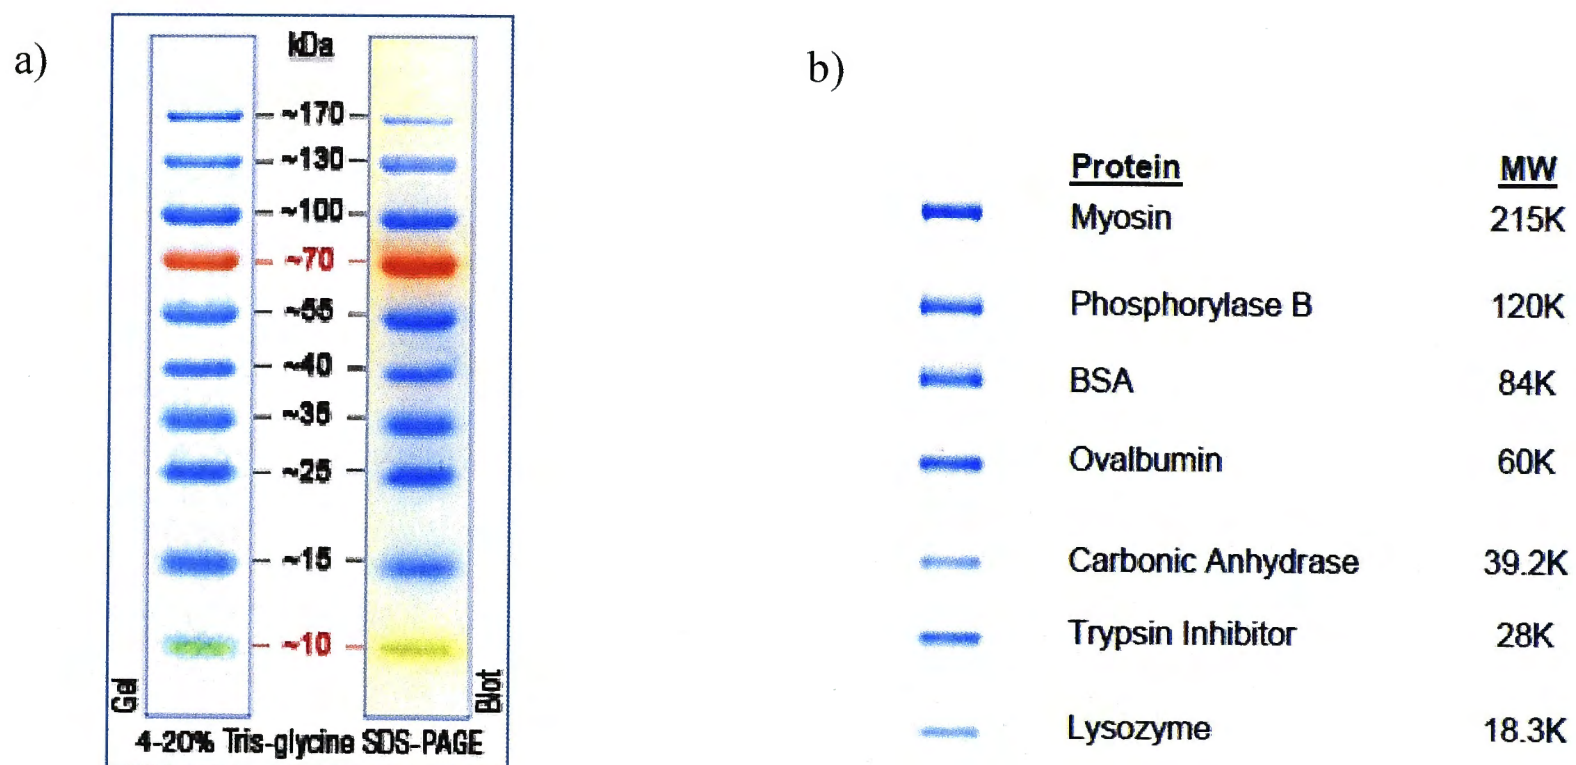 a)
kDa
~170
~130
~100
~70
~55
~40
~35
~25
~15
~10
Gel
Blot
4-20% Tris-glycine SDS-PAGE
b)
Protein MW
Myosin 215K
Phosphorylase B 120K
BSA 84K
Ovalbumin 60K
Carbonic Anhydrase 39.2K
Trypsin Inhibitor 28K
Lysozyme 18.3K